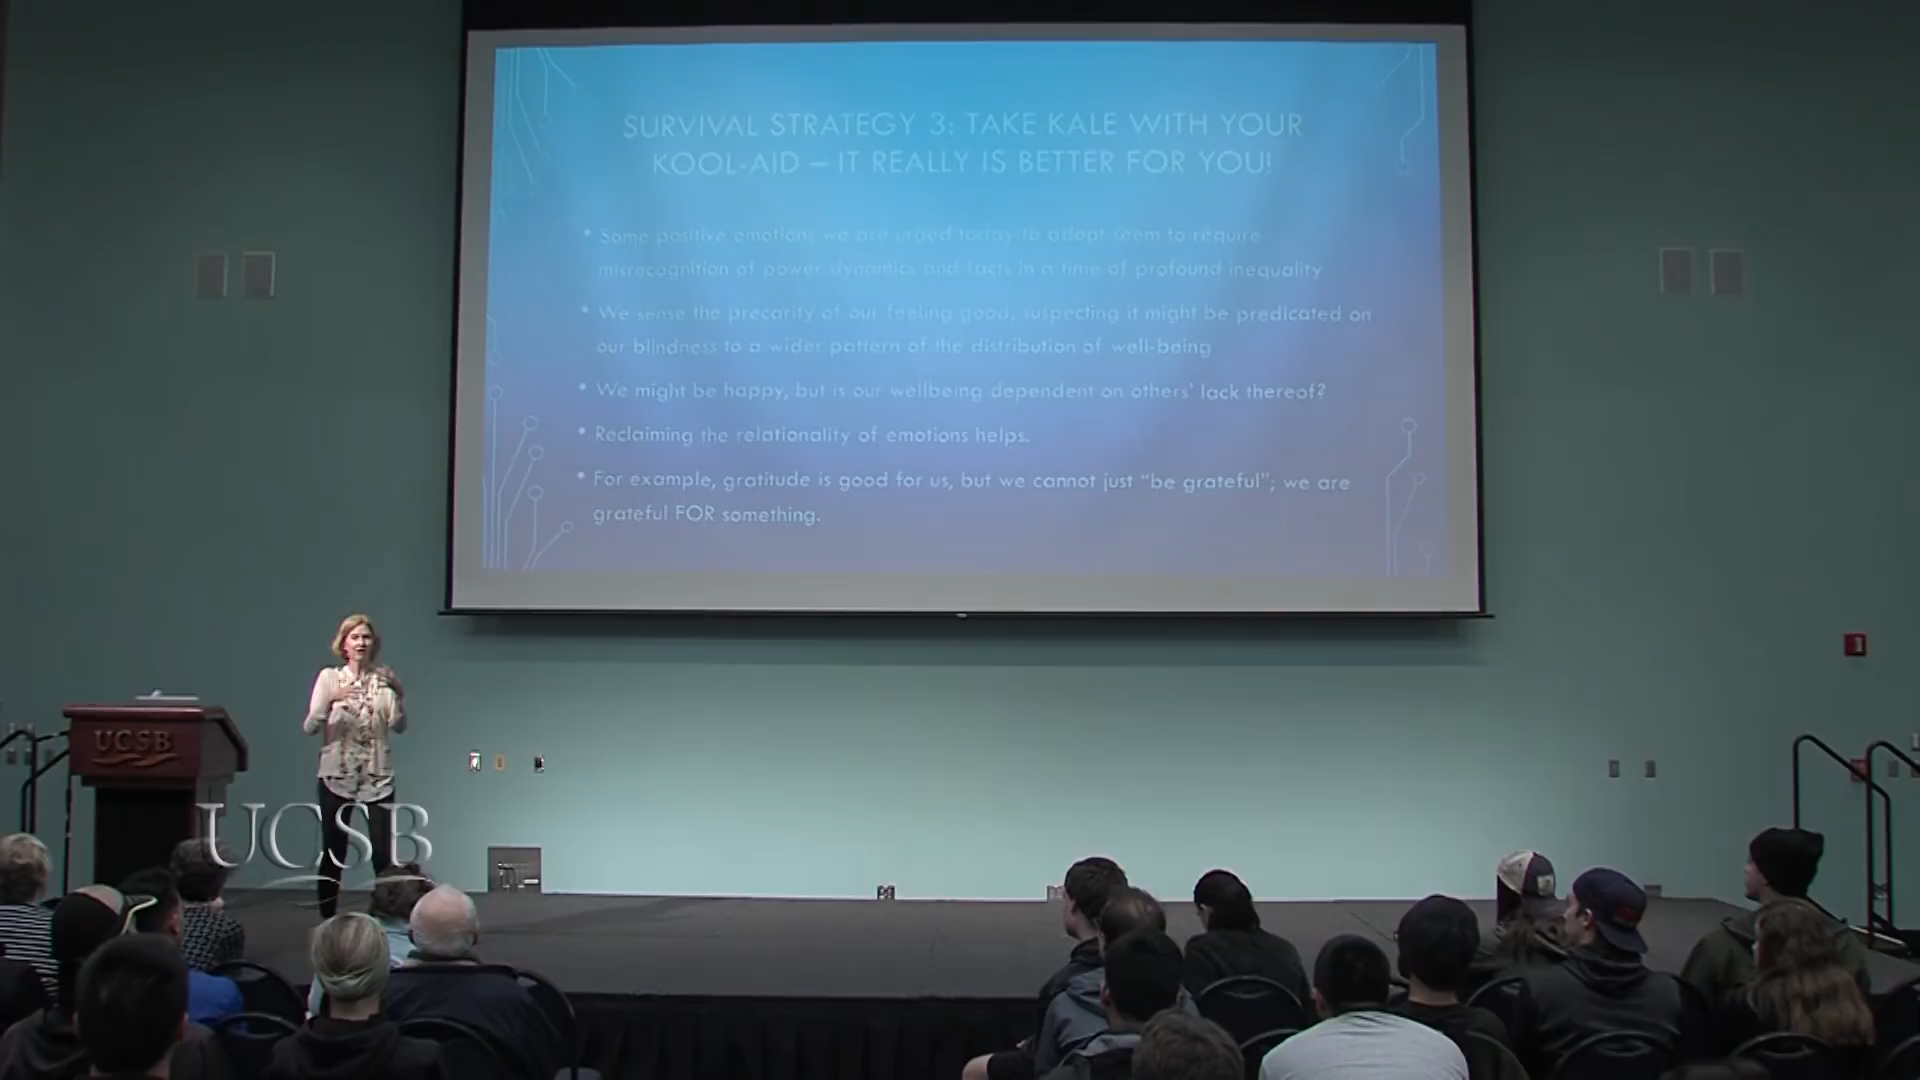 SURVIVAL STRATEGY 3: TAKE KALE WITH YOUR
KOOL-AID – IT REALLY IS BETTER FOR YOU!
• Some positive emotions we are urged today to adopt seem to require
misrecognition of power dynamics and facts in a time of profound inequality
• We sense the precarity of our feeling good, suspecting it might be predicated on
our blindness to a wider pattern of the distribution of well-being
• We might be happy, but is our wellbeing dependent on others' lack thereof?
• Reclaiming the relationality of emotions helps.
• For example, gratitude is good for us, but we cannot just "be grateful"; we are
grateful FOR something.
UCSB
UCSB